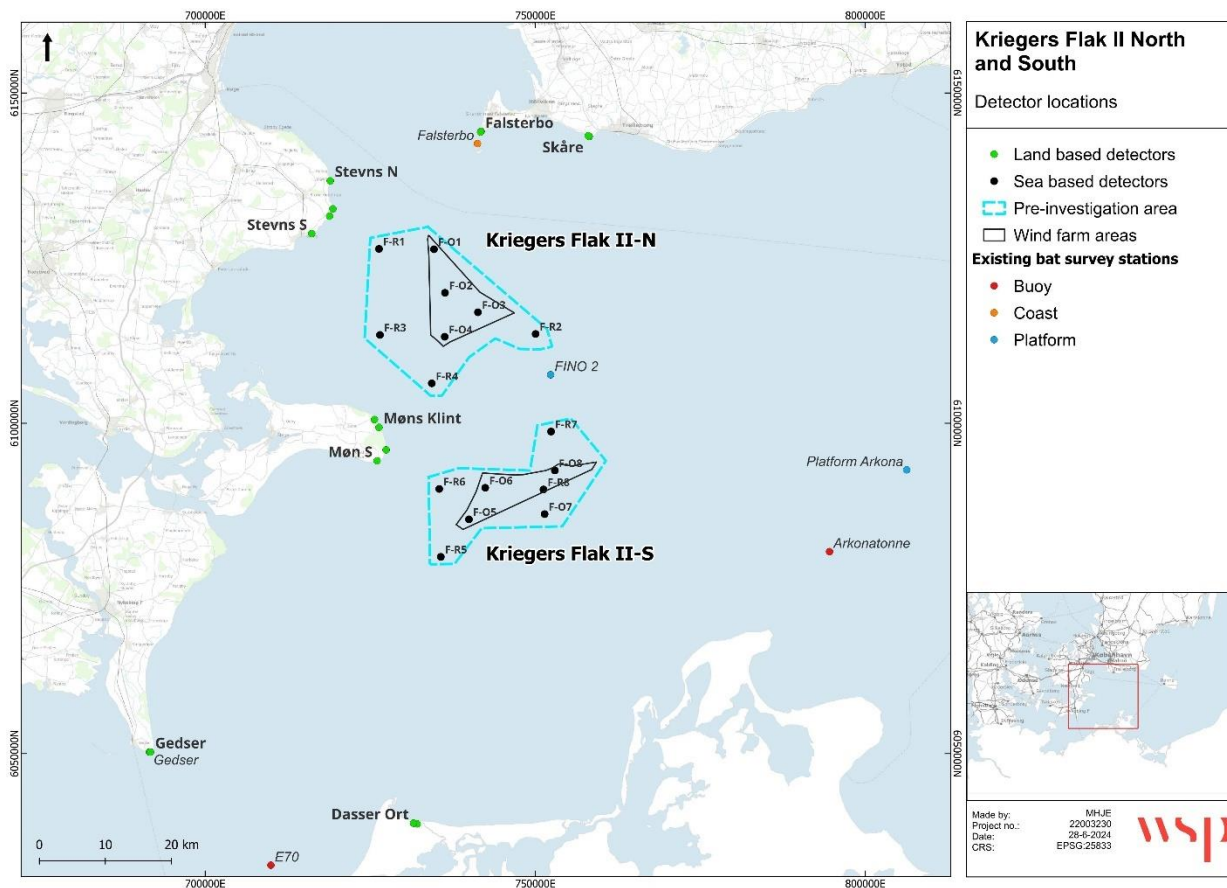 700000E
750000E
800000E
6150000N
6150000N
Falsterbo
Falsterbo
Skåre
Stevns N
Stevns S
Kriegers Flak II-N
F-R1
F-O1
F-O2
F-O3
F-R3
F-O4
F-R2
F-R4
FINO 2
6100000N
6100000N
Møns Klint
Møn S
F-R7
F-O8
F-R6
F-O6
F-R8
F-O5
F-O7
F-R5
Platform Arkona
Arkonatonne
Kriegers Flak II-S
6050000N
6050000N
Gedser
Gedser
Dasser Ort
E70
0 10 20 km
700000E
750000E
800000E
Kriegers Flak II North
and South
Detector locations
Land based detectors
Sea based detectors
Pre-investigation area
Wind farm areas
Existing bat survey stations
Buoy
Coast
Platform
Made by: MHJE
Project no.: 22003230
Date: 28-6-2024
CRS: EPSG:25833
wsp